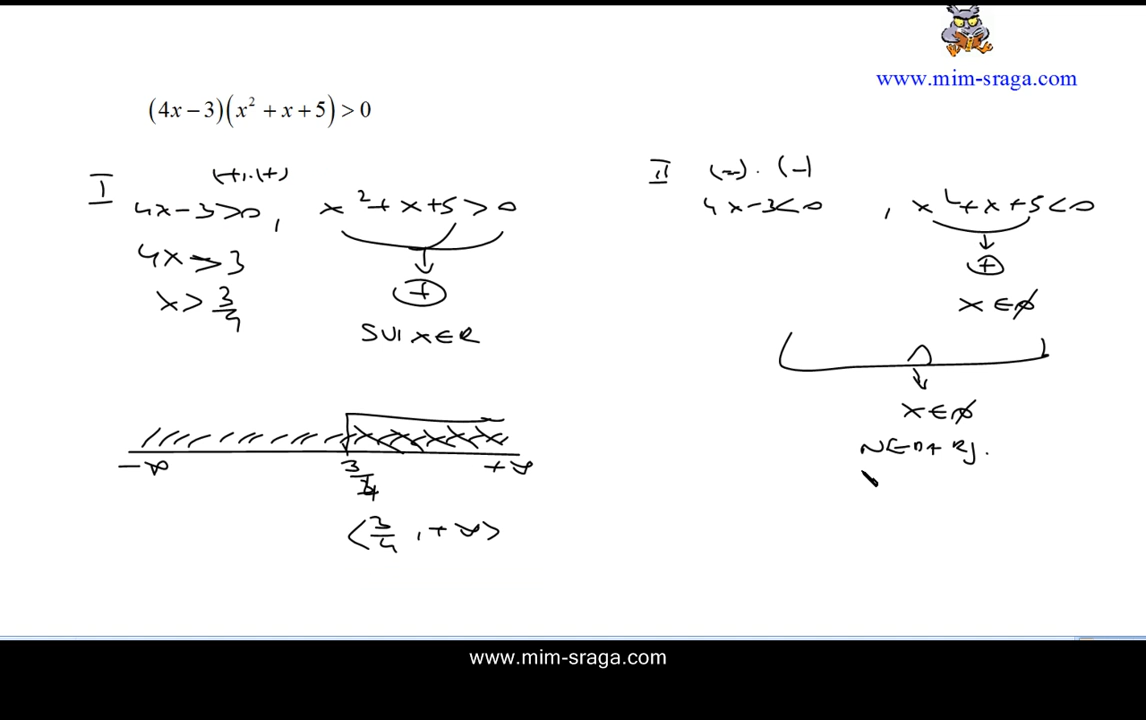 www.mim-sraga.com
(4x − 3)(x² + x + 5) > 0
I (+)·(+)
4x − 3 > 0, x² + x + 5 > 0
4x > 3
x > 3/4
+
SVI x ∈ R
−∞ 3/4 +∞
⟨3/4, +∞⟩
II (−)·(−)
4x − 3 < 0, x² + x + 5 < 0
+
x ∈ ∅
∩
x ∈ ∅
NEMA RJ.
www.mim-sraga.com